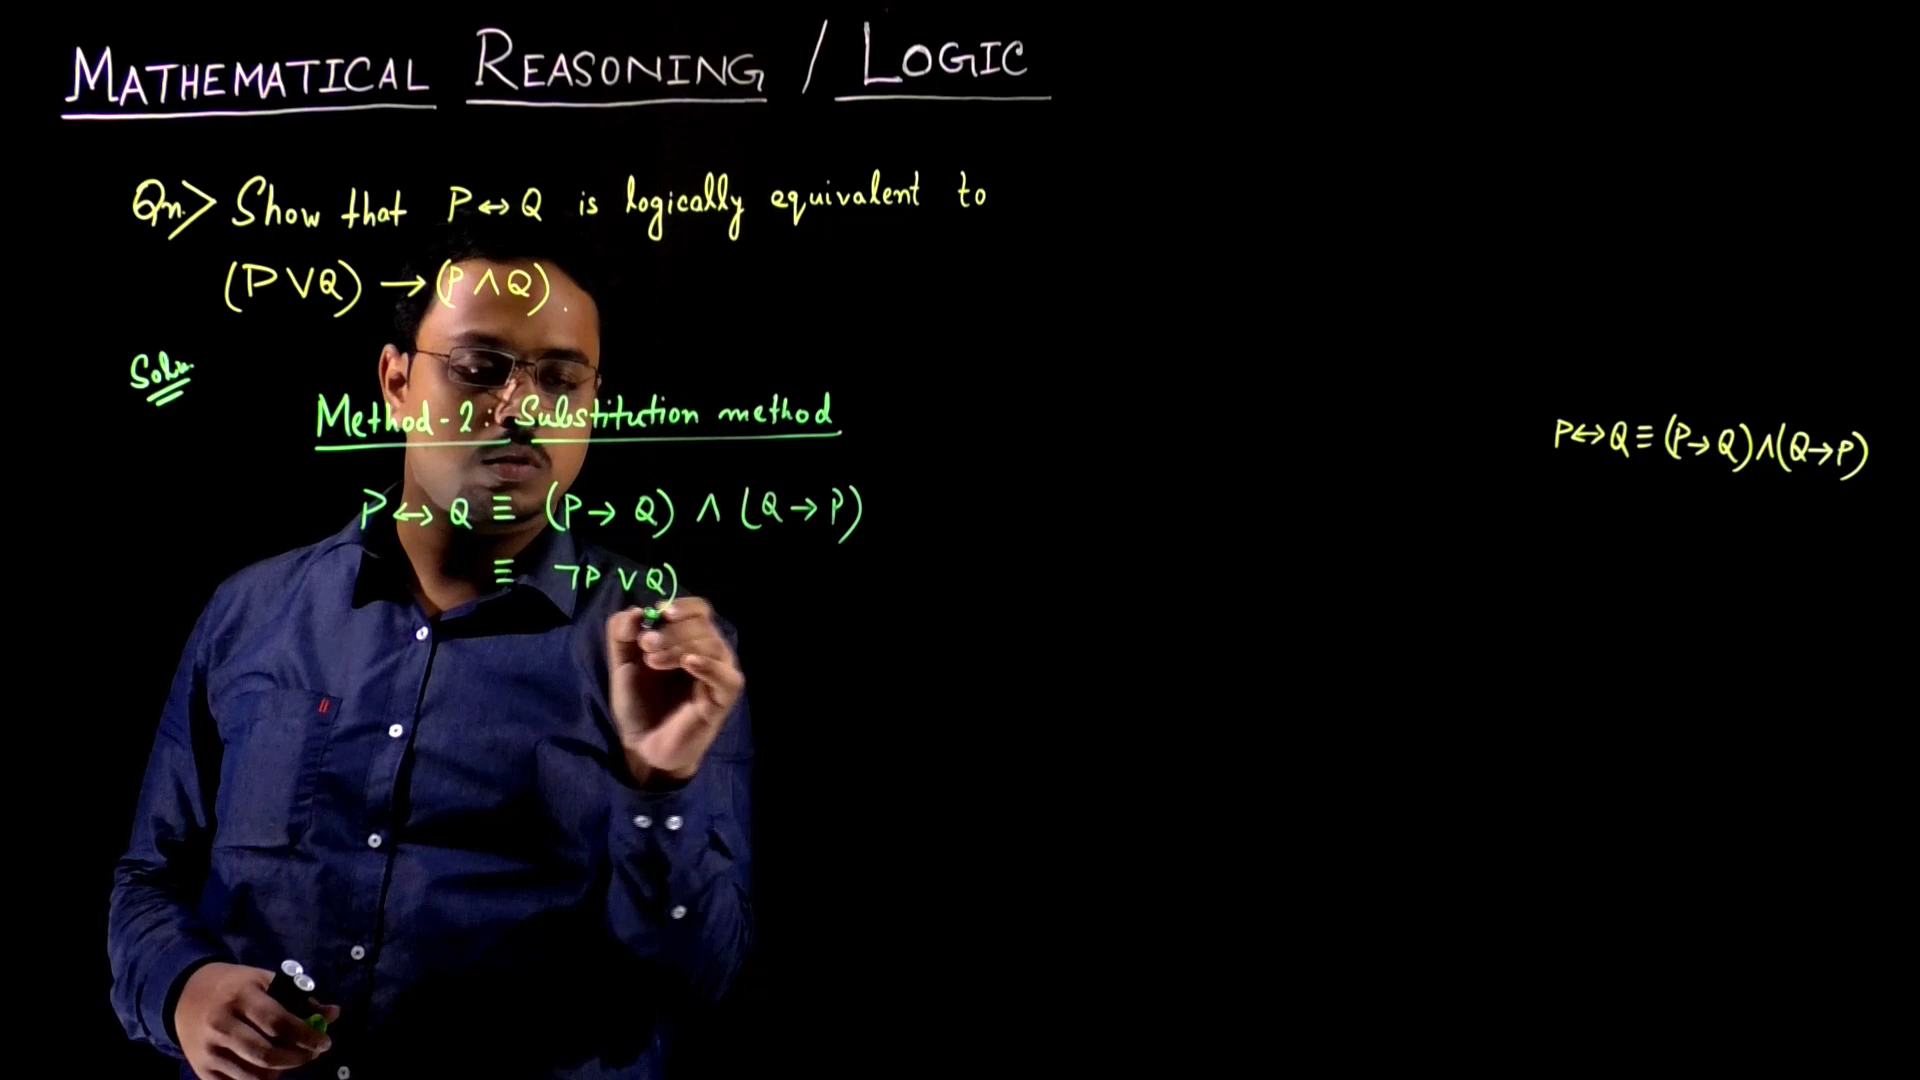 MATHEMATICAL REASONING / LOGIC
Qn.> Show that P↔Q is logically equivalent to
(P∨Q) → (P∧Q).
Soln.
Method-2: Substitution method
P↔Q ≡ (P→Q) ∧ (Q→P)
≡ ¬P ∨ Q)
P↔Q ≡ (P→Q)∧(Q→P)